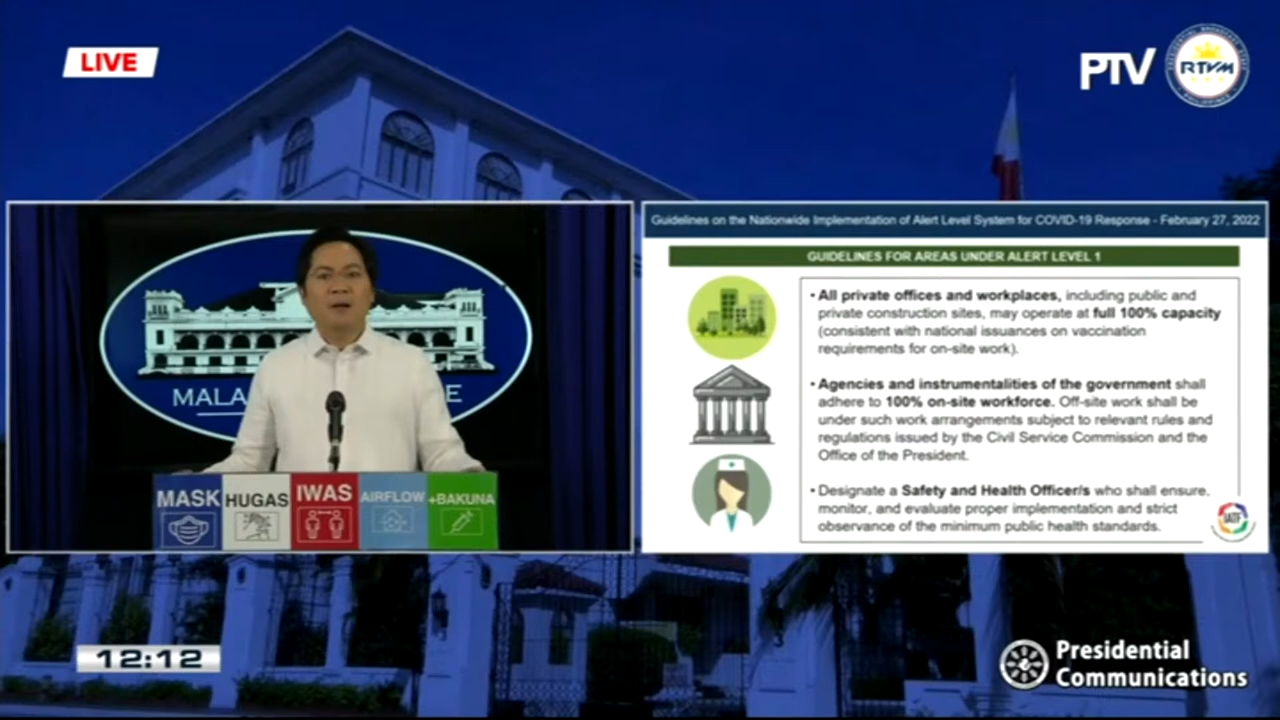 LIVE
PTV
RTVM
Guidelines on the Nationwide Implementation of Alert Level System for COVID-19 Response - February 27, 2022
GUIDELINES FOR AREAS UNDER ALERT LEVEL 1
• All private offices and workplaces, including public and
private construction sites, may operate at full 100% capacity
(consistent with national issuances on vaccination
requirements for on-site work).
• Agencies and instrumentalities of the government shall
adhere to 100% on-site workforce. Off-site work shall be
under such work arrangements subject to relevant rules and
regulations issued by the Civil Service Commission and the
Office of the President.
• Designate a Safety and Health Officer/s who shall ensure,
monitor, and evaluate proper implementation and strict
observance of the minimum public health standards.
IATF
MALA E
MASK HUGAS IWAS AIRFLOW +BAKUNA
12:12
Presidential
Communications